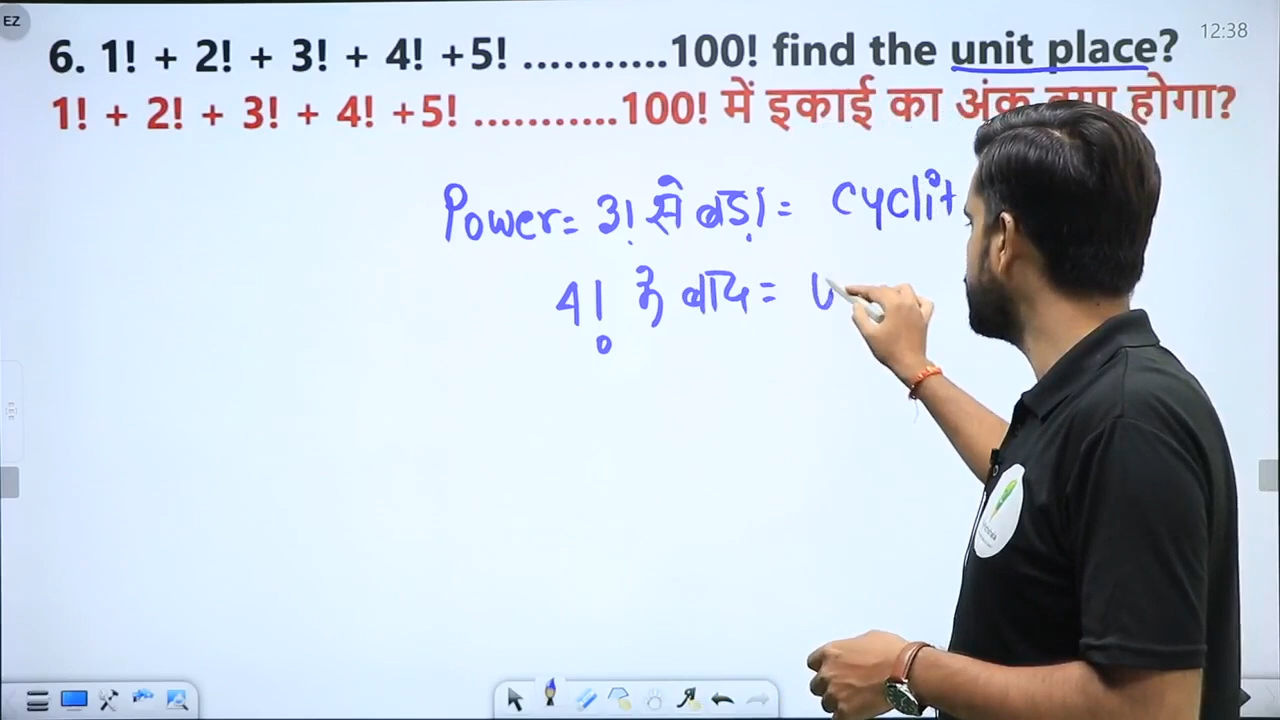 EZ
12:38
6. 1! + 2! + 3! + 4! +5! ...........100! find the unit place?
1! + 2! + 3! + 4! +5! ...........100! में इकाई का अंक क्या होगा?
Power= 3! से बड़ा =
4! के बाद =
0